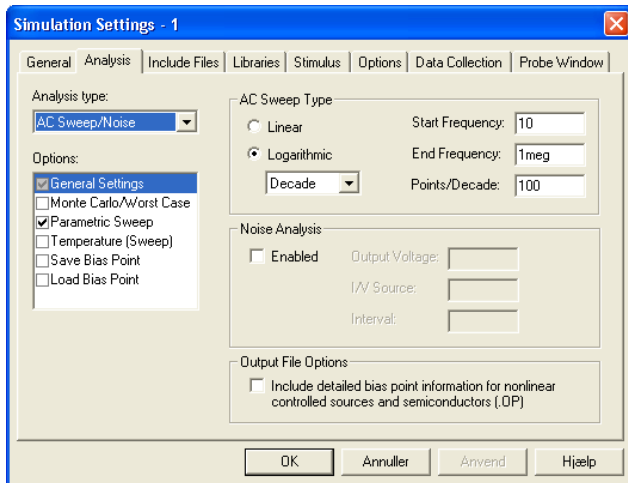 Simulation Settings - 1
General Analysis Include Files Libraries Stimulus Options Data Collection Probe Window
Analysis type:
AC Sweep/Noise
Options:
General Settings
Monte Carlo/Worst Case
Parametric Sweep
Temperature (Sweep)
Save Bias Point
Load Bias Point
AC Sweep Type
Linear
Logarithmic
Decade
Start Frequency: 10
End Frequency: 1meg
Points/Decade: 100
Noise Analysis
Enabled
Output Voltage:
I/V Source:
Interval:
Output File Options
Include detailed bias point information for nonlinear
controlled sources and semiconductors (.OP)
OK Annuller Anvend Hjælp